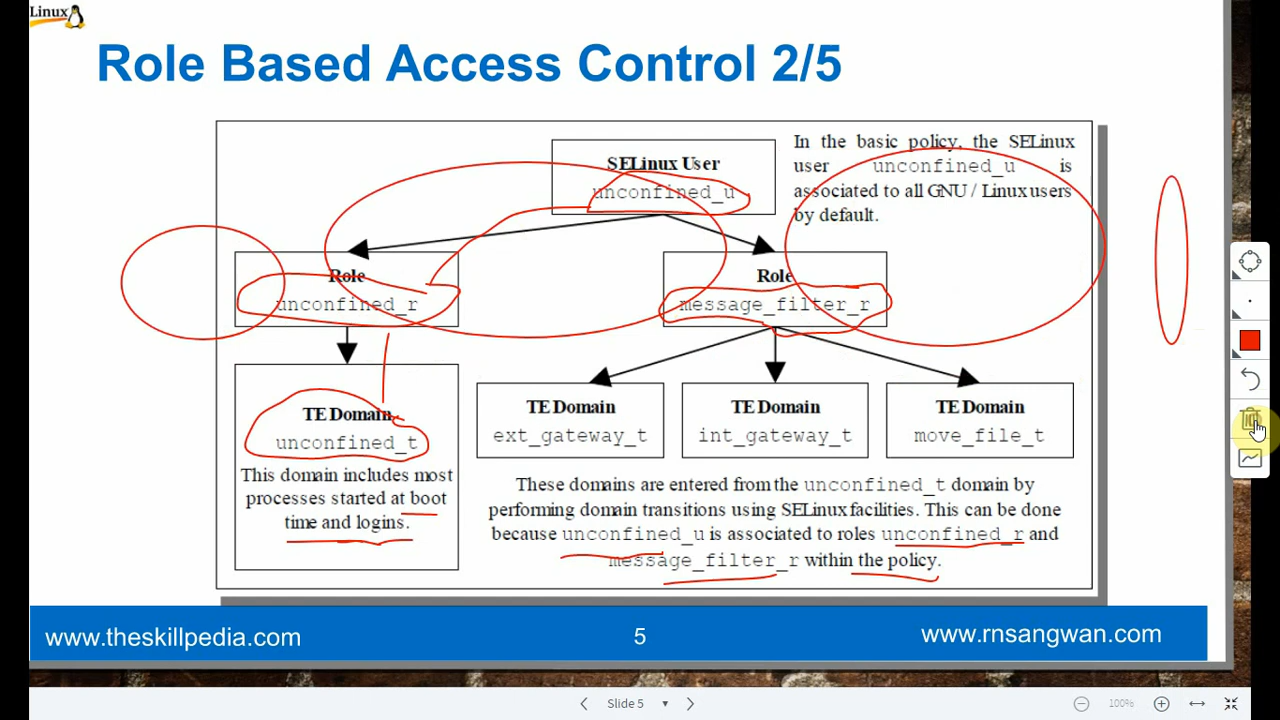 Linux
Role Based Access Control 2/5
SELinux User
unconfined_u
In the basic policy, the SELinux
user unconfined_u is
associated to all GNU / Linux users
by default.
Role
unconfined_r
Role
message_filter_r
TE Domain
unconfined_t
This domain includes most
processes started at boot
time and logins.
TE Domain
ext_gateway_t
TE Domain
int_gateway_t
TE Domain
move_file_t
These domains are entered from the unconfined_t domain by
performing domain transitions using SELinux facilities. This can be done
because unconfined_u is associated to roles unconfined_r and
message_filter_r within the policy.
www.theskillpedia.com
5
www.rnsangwan.com
Slide 5
100%